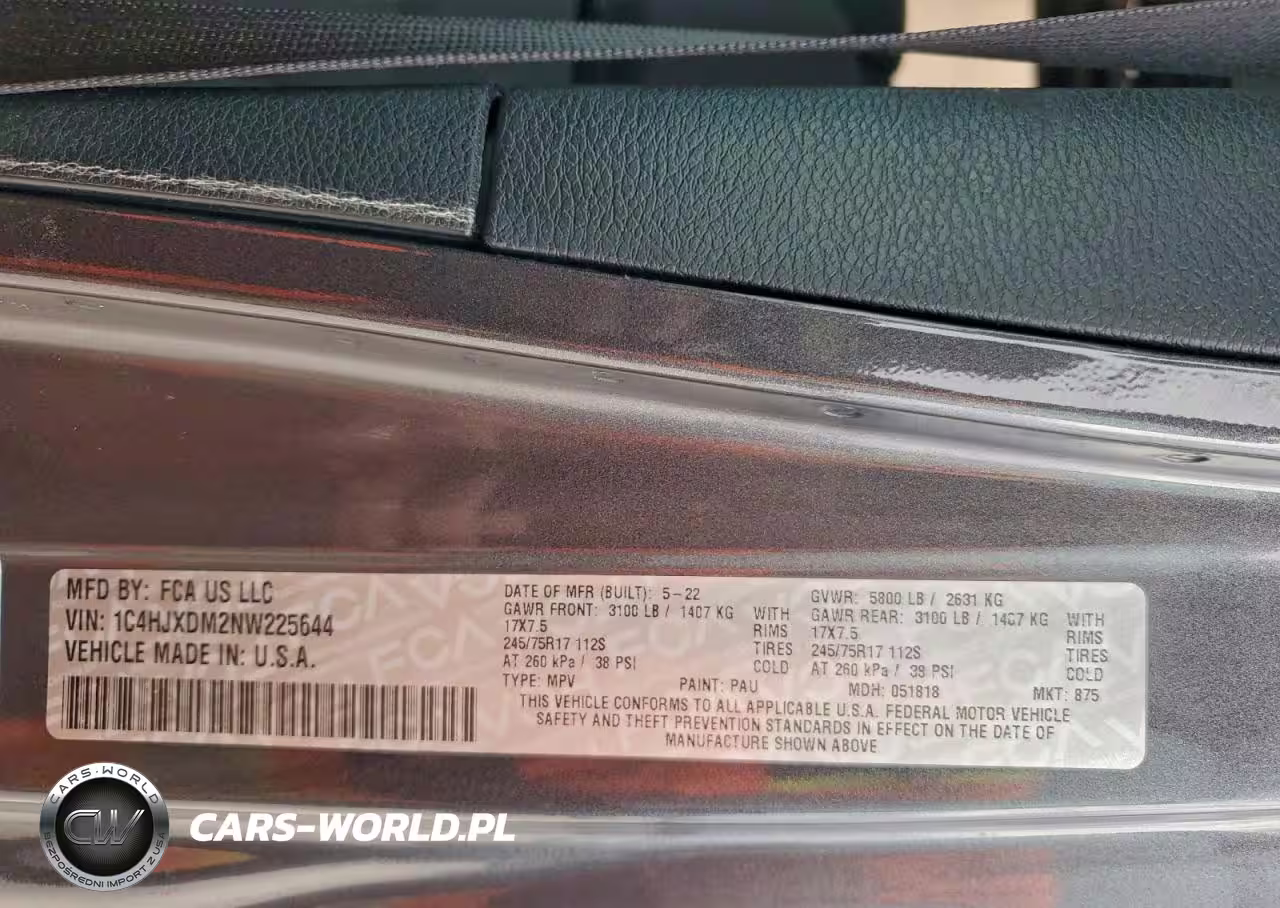 MFD BY: FCA US LLC
VIN: 1C4HJXDM2NW225644
VEHICLE MADE IN: U.S.A.
DATE OF MFR (BUILT): 5-22
GAWR FRONT: 3100 LB / 1407 KG WITH
17X7.5 RIMS
245/75R17 112S TIRES
AT 260 kPa / 38 PSI COLD
TYPE: MPV PAINT: PAU
GVWR: 5800 LB / 2631 KG
GAWR REAR: 3100 LB / 1407 KG WITH
17X7.5 RIMS
245/75R17 112S TIRES
AT 260 kPa / 38 PSI COLD
MDH: 051818 MKT: 875
THIS VEHICLE CONFORMS TO ALL APPLICABLE U.S.A. FEDERAL MOTOR VEHICLE
SAFETY AND THEFT PREVENTION STANDARDS IN EFFECT ON THE DATE OF
MANUFACTURE SHOWN ABOVE
CARS-WORLD
CW
BEZPOŚREDNI IMPORT Z USA
CARS-WORLD.PL